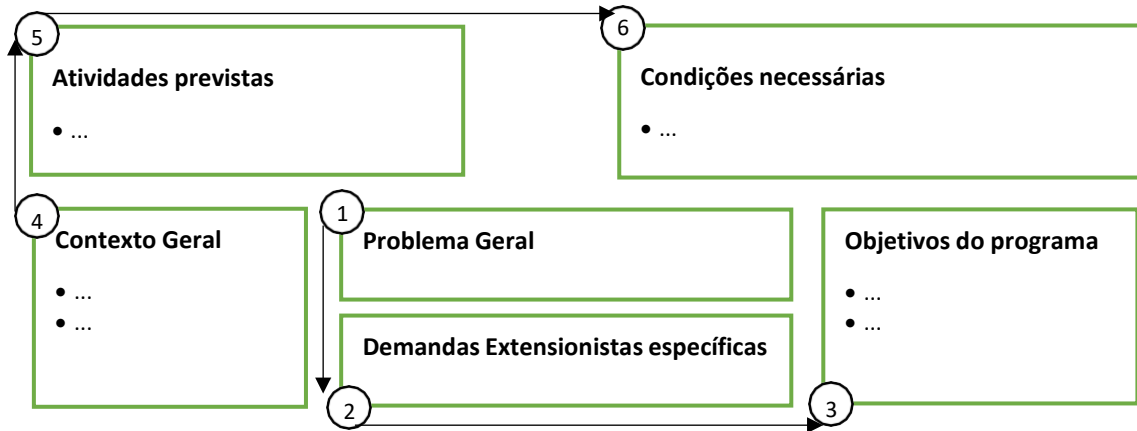 5
Atividades previstas
• ...
6
Condições necessárias
• ...
4
Contexto Geral
• ...
• ...
1
Problema Geral
Demandas Extensionistas específicas
2
Objetivos do programa
• ...
• ...
3